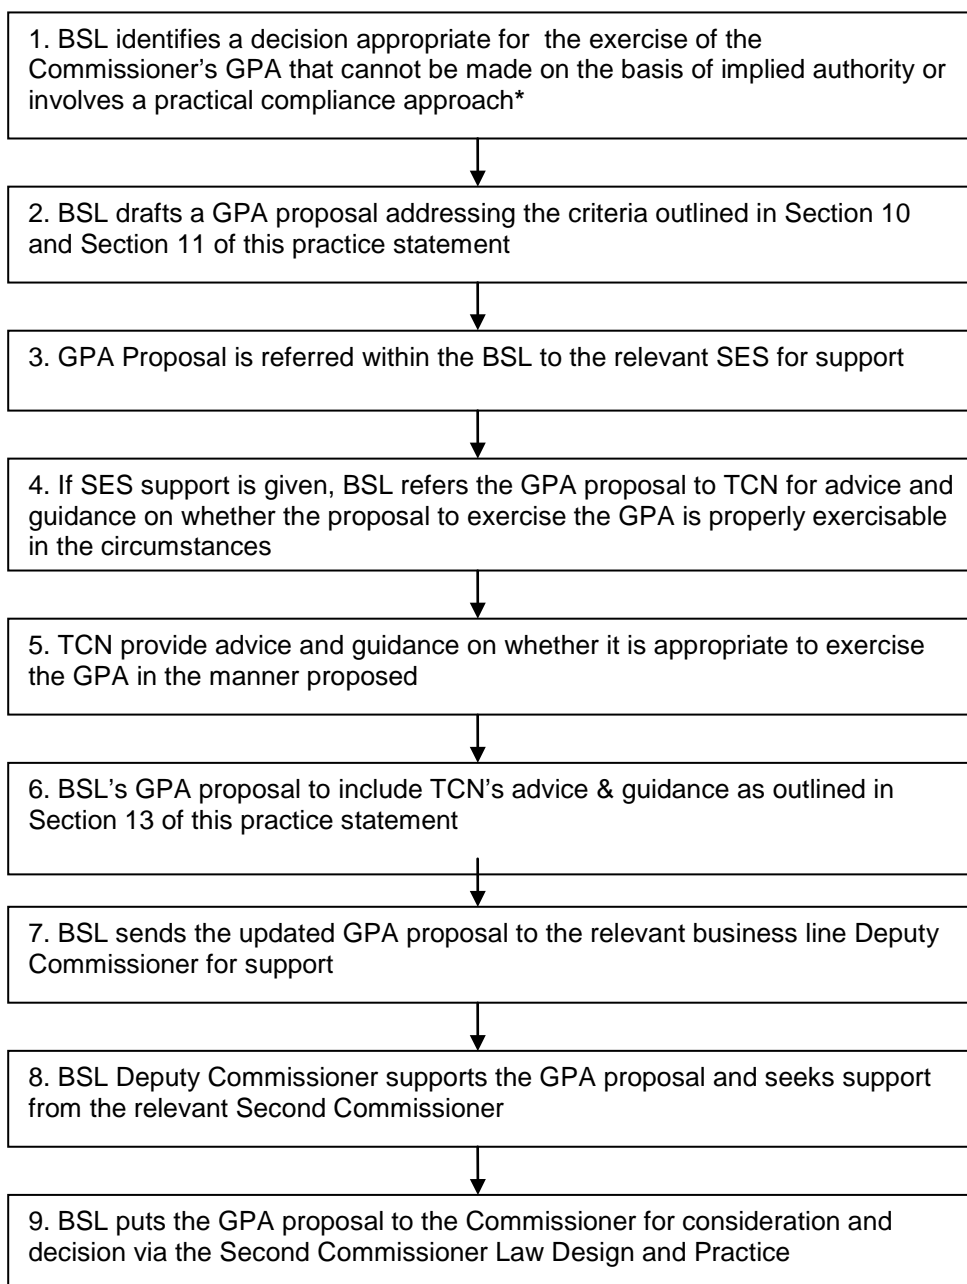 1. BSL identifies a decision appropriate for  the exercise of the
Commissioner's GPA that cannot be made on the basis of implied authority or
involves a practical compliance approach*
2. BSL drafts a GPA proposal addressing the criteria outlined in Section 10
and Section 11 of this practice statement
3. GPA Proposal is referred within the BSL to the relevant SES for support
4. If SES support is given, BSL refers the GPA proposal to TCN for advice and
guidance on whether the proposal to exercise the GPA is properly exercisable
in the circumstances
5. TCN provide advice and guidance on whether it is appropriate to exercise
the GPA in the manner proposed
6. BSL's GPA proposal to include TCN's advice & guidance as outlined in
Section 13 of this practice statement
7. BSL sends the updated GPA proposal to the relevant business line Deputy
Commissioner for support
8. BSL Deputy Commissioner supports the GPA proposal and seeks support
from the relevant Second Commissioner
9. BSL puts the GPA proposal to the Commissioner for consideration and
decision via the Second Commissioner Law Design and Practice